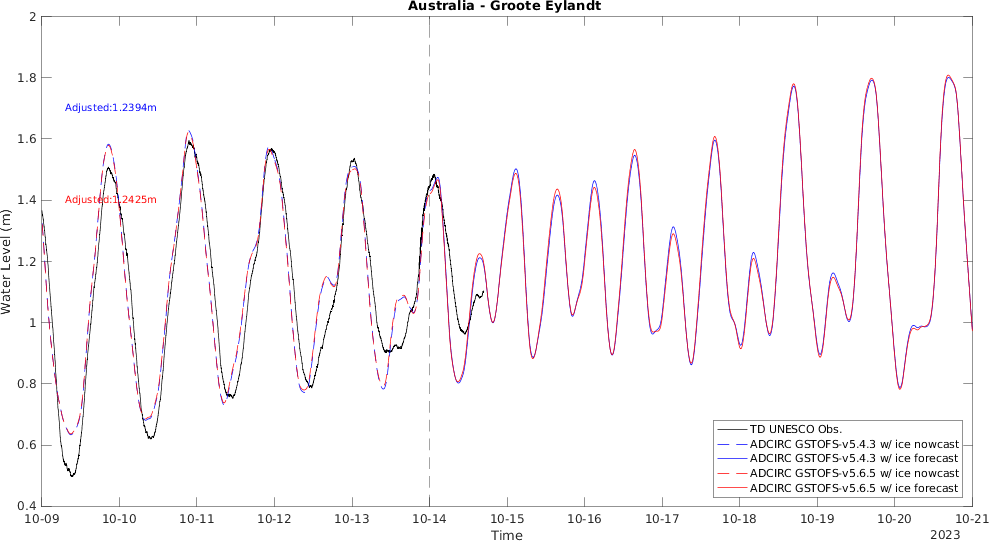 Australia - Groote Eylandt
2
1.8
1.6
1.4
1.2
1
0.8
0.6
0.4
Water Level (m)
Adjusted:1.2394m
Adjusted:1.2425m
TD UNESCO Obs.
ADCIRC GSTOFS-v5.4.3 w/ ice nowcast
ADCIRC GSTOFS-v5.4.3 w/ ice forecast
ADCIRC GSTOFS-v5.6.5 w/ ice nowcast
ADCIRC GSTOFS-v5.6.5 w/ ice forecast
10-09 10-10 10-11 10-12 10-13 10-14 10-15 10-16 10-17 10-18 10-19 10-20 10-21
Time
2023